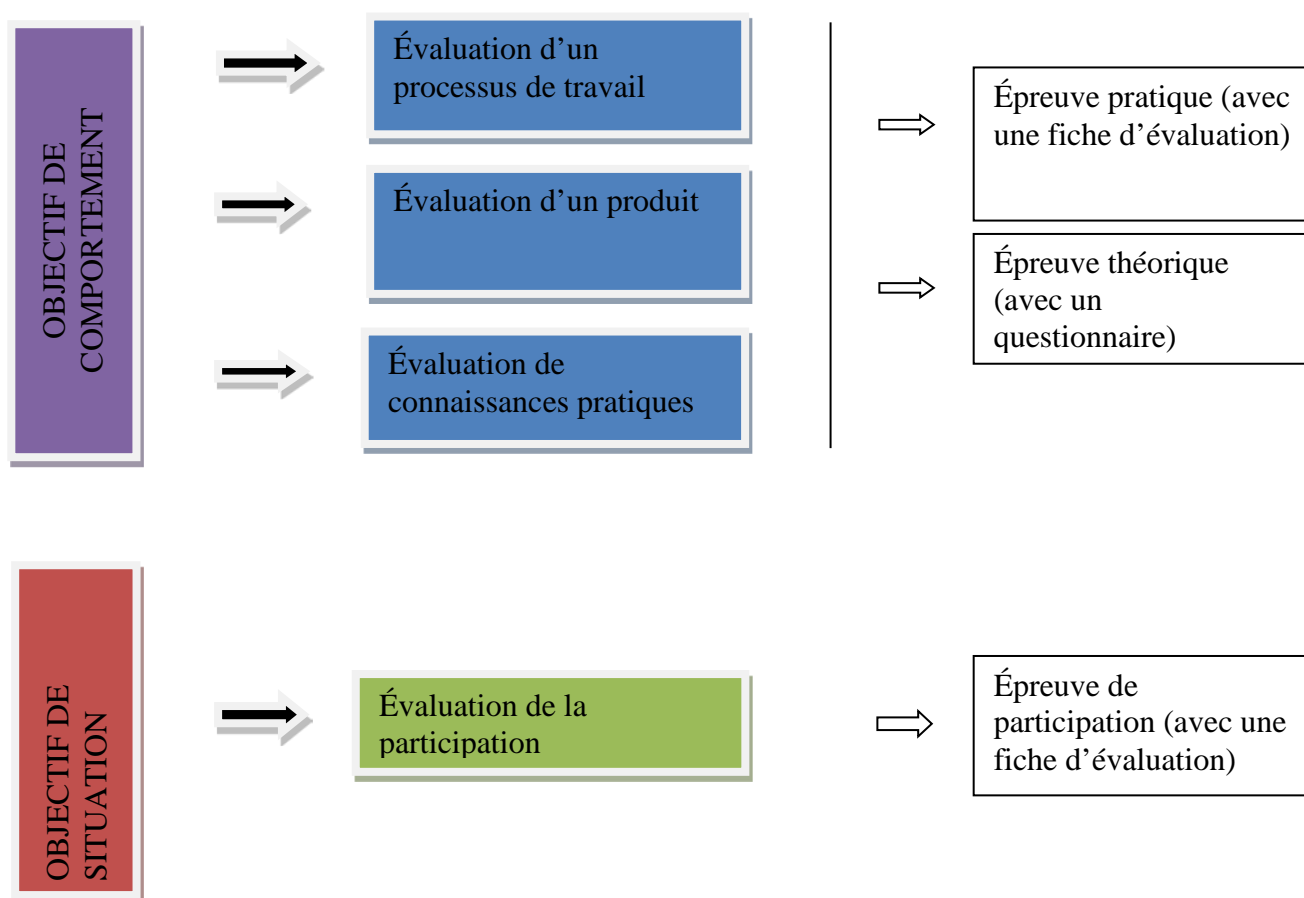 OBJECTIF DE
COMPORTEMENT
Évaluation d’un
processus de travail
Évaluation d’un produit
Évaluation de
connaissances pratiques
Épreuve pratique (avec
une fiche d’évaluation)
Épreuve théorique
(avec un
questionnaire)
OBJECTIF DE
SITUATION
Évaluation de la
participation
Épreuve de
participation (avec une
fiche d’évaluation)